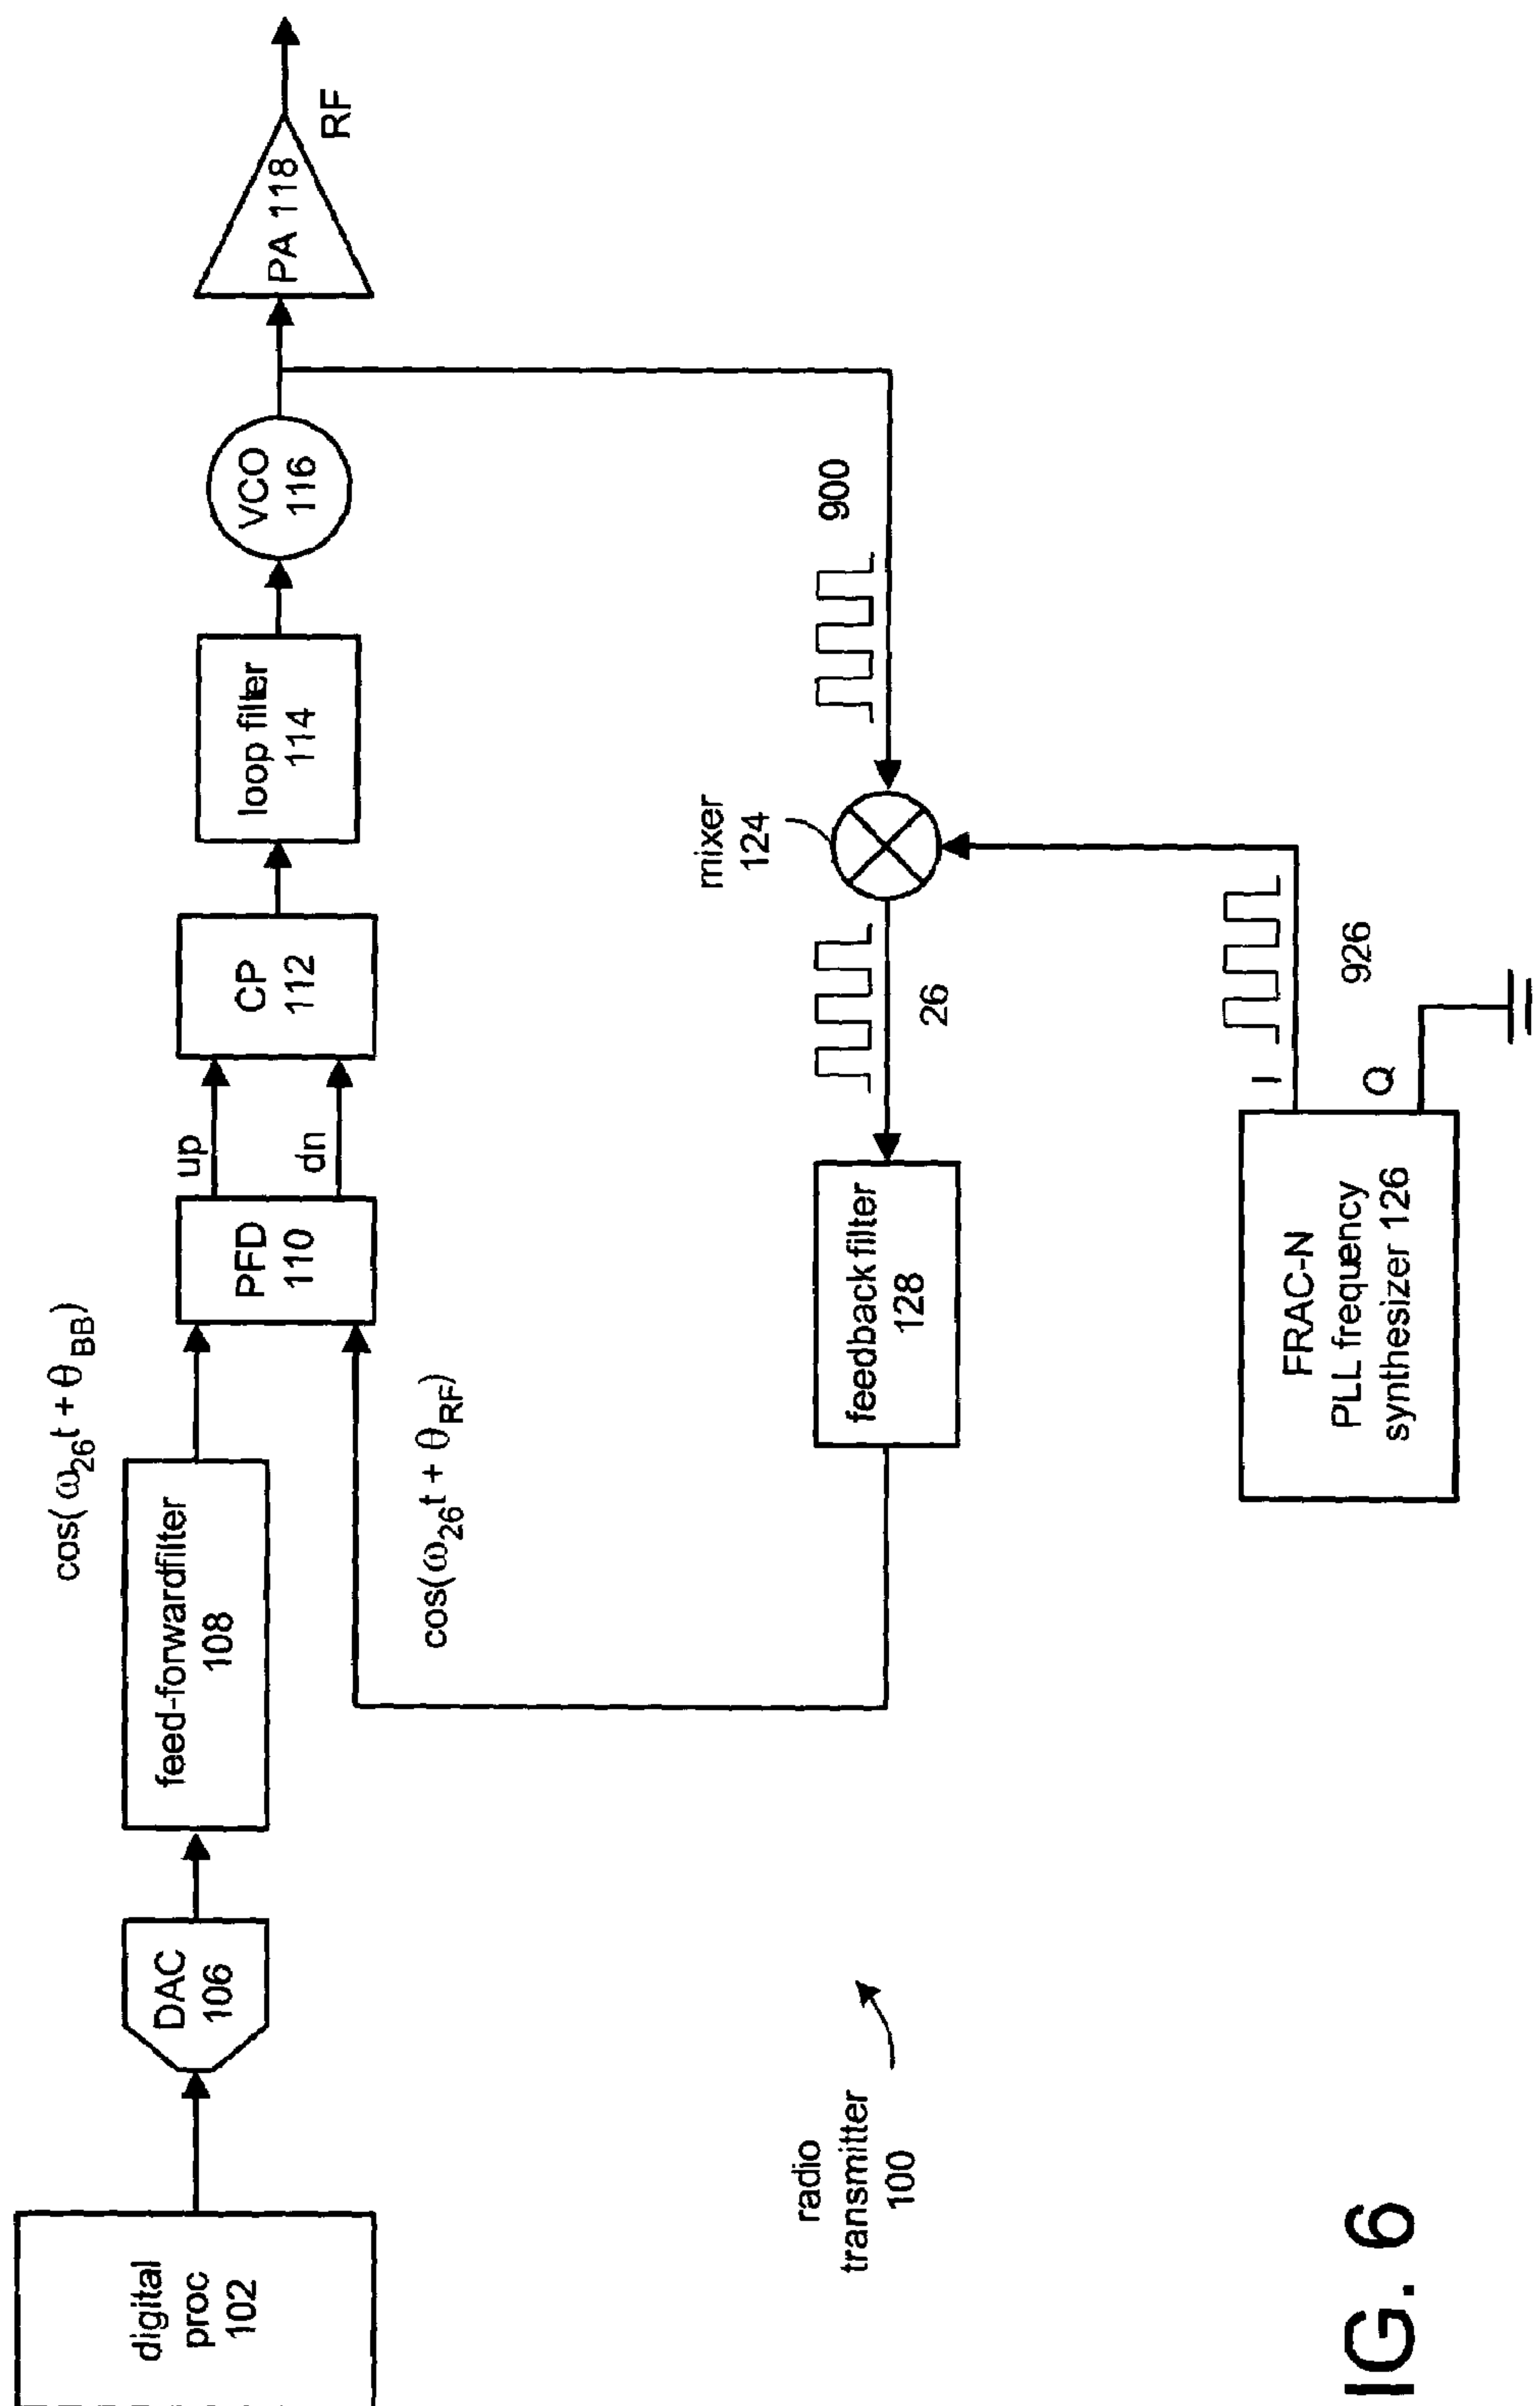 digital
proc
102
DAC
106
feed-forwardfilter
108
cos(ω26t + θBB)
PFD
110
up
dn
CP
112
loop filter
114
VCO
116
PA 118
RF
cos(ω26t + θRF)
feedback filter
128
26
mixer
124
900
radio
transmitter
100
FRAC-N
PLL frequency
synthesizer 126
I
Q
926
IG. 6